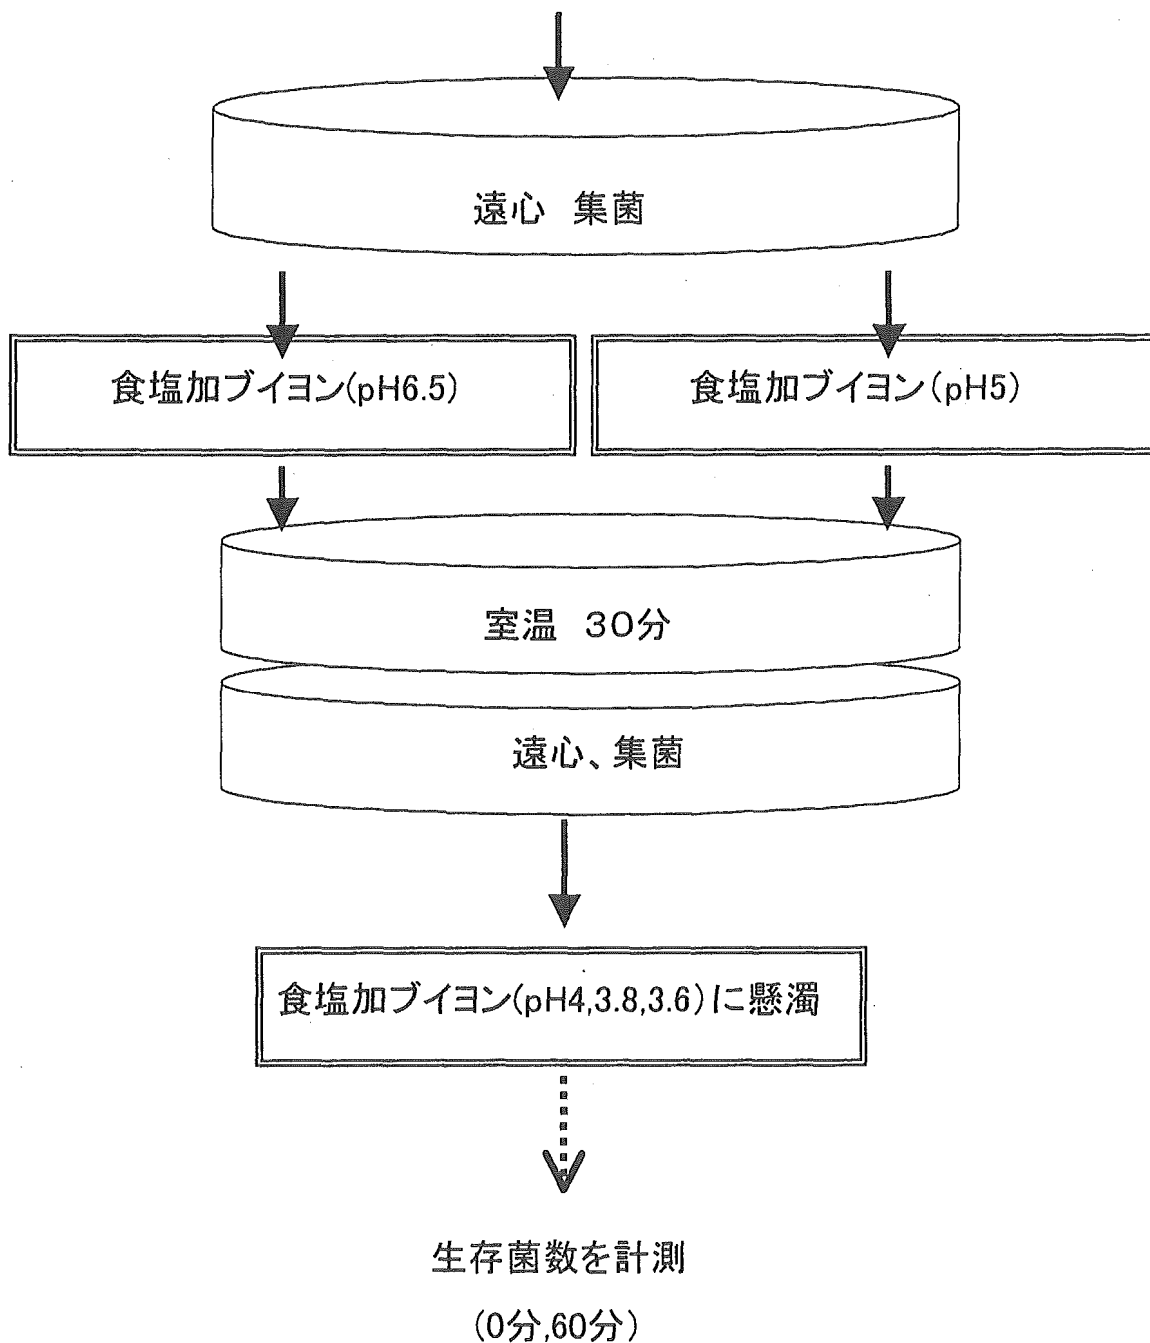 遠心 集菌
食塩加ブイヨン(pH6.5)
食塩加ブイヨン(pH5)
室温 30分
遠心、集菌
食塩加ブイヨン(pH4,3.8,3.6)に懸濁
生存菌数を計測
(0分,60分)